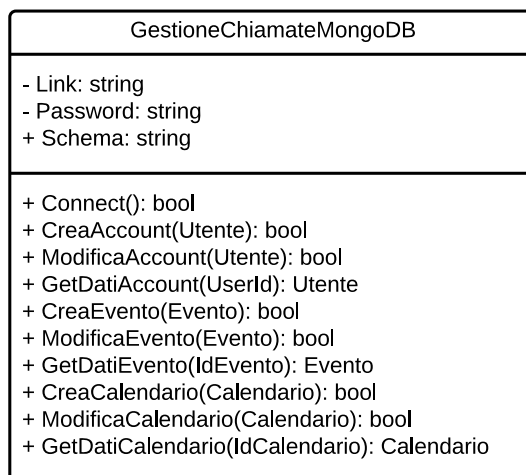 GestioneChiamateMongoDB
- Link: string
- Password: string
+ Schema: string
+ Connect(): bool
+ CreaAccount(Utente): bool
+ ModificaAccount(Utente): bool
+ GetDatiAccount(UserId): Utente
+ CreaEvento(Evento): bool
+ ModificaEvento(Evento): bool
+ GetDatiEvento(IdEvento): Evento
+ CreaCalendario(Calendario): bool
+ ModificaCalendario(Calendario): bool
+ GetDatiCalendario(IdCalendario): Calendario